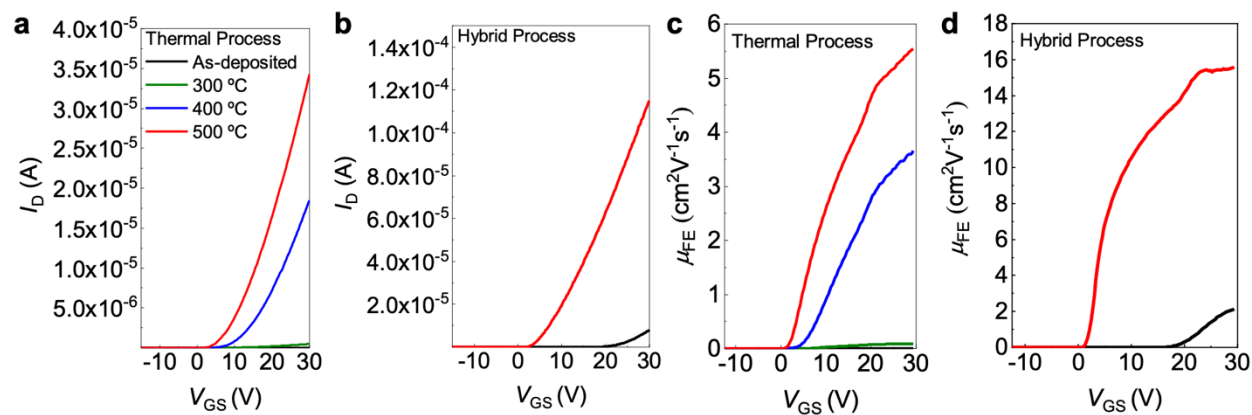 a
Thermal Process
As-deposited
300 ºC
400 ºC
500 ºC
4.0x10⁻⁵
3.5x10⁻⁵
3.0x10⁻⁵
2.5x10⁻⁵
2.0x10⁻⁵
1.5x10⁻⁵
1.0x10⁻⁵
5.0x10⁻⁶
I_D (A)
-10 0 10 20 30
V_GS (V)
b
Hybrid Process
1.4x10⁻⁴
1.2x10⁻⁴
1.0x10⁻⁴
8.0x10⁻⁵
6.0x10⁻⁵
4.0x10⁻⁵
2.0x10⁻⁵
I_D (A)
-10 0 10 20 30
V_GS (V)
c
Thermal Process
6
5
4
3
2
1
0
μ_FE (cm²V⁻¹s⁻¹)
-10 0 10 20 30
V_GS (V)
d
Hybrid Process
18
16
14
12
10
8
6
4
2
0
μ_FE (cm²V⁻¹s⁻¹)
-10 0 10 20 30
V_GS (V)